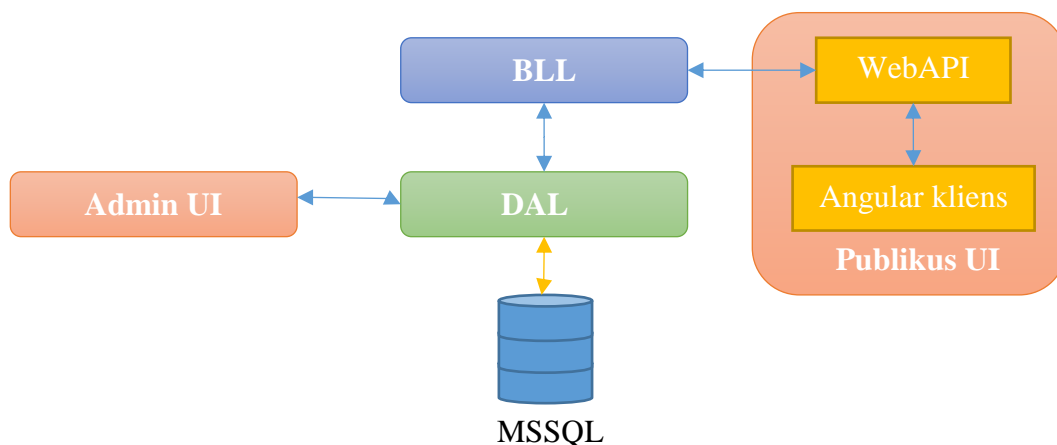 BLL
WebAPI
Admin UI
DAL
Angular kliens
Publikus UI
MSSQL